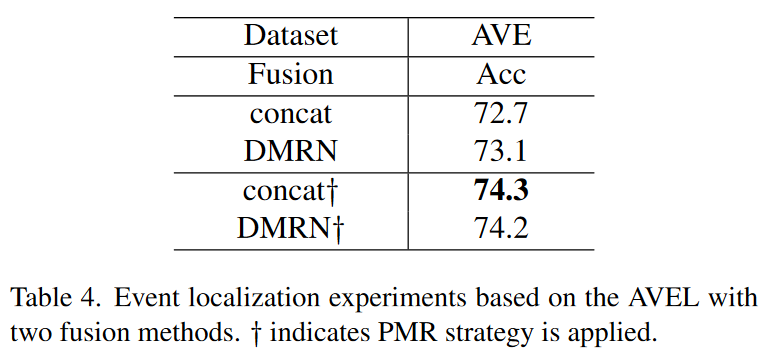 Dataset AVE
Fusion Acc
concat 72.7
DMRN 73.1
concat† 74.3
DMRN† 74.2
Table 4. Event localization experiments based on the AVEL with
two fusion methods. † indicates PMR strategy is applied.